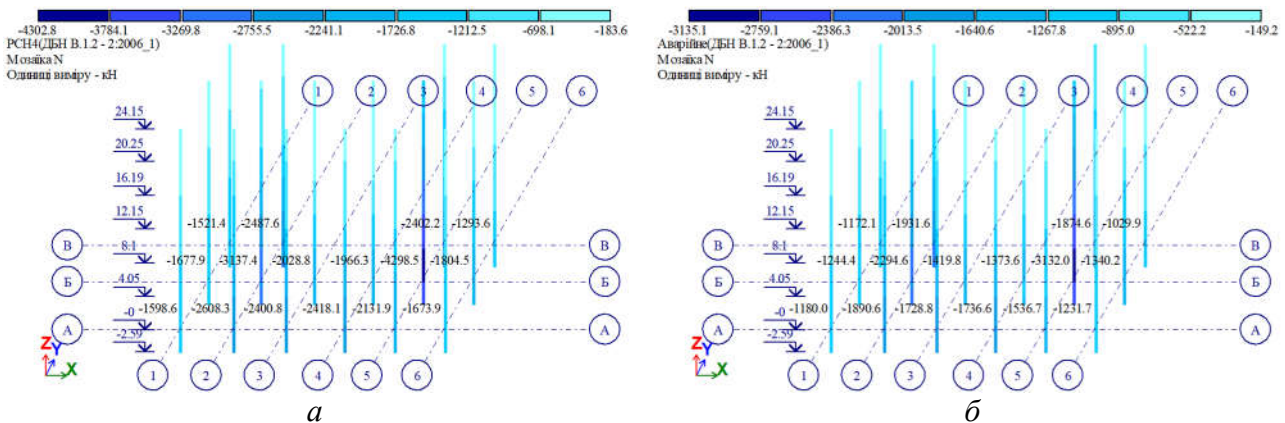 -4302.8 -3784.1 -3269.8 -2755.5 -2241.1 -1726.8 -1212.5 -698.1 -183.6
РСН4(ДБН В.1.2 - 2:2006_1)
Мозаїка N
Одиниці виміру - кН
1 2 3 4 5 6
24.15
20.25
16.19
12.15
-1521.4 -2487.6 -2402.2 -1293.6
В 8.1 В
-1677.9 -3137.4 -2028.8 -1966.3 -4298.5 -1804.5
Б 4.05 Б
-1598.6 -2608.3 -2400.8 -2418.1 -2131.9 -1673.9
-0
А А
-2.59
Z Y X
1 2 3 4 5 6
а
-3135.1 -2759.1 -2386.3 -2013.5 -1640.6 -1267.8 -895.0 -522.2 -149.2
Аварійне(ДБН В.1.2 - 2:2006_1)
Мозаїка N
Одиниці виміру - кН
1 2 3 4 5 6
24.15
20.25
16.19
12.15
-1172.1 -1931.6 -1874.6 -1029.9
В 8.1 В
-1244.4 -2294.6 -1419.8 -1373.6 -3132.0 -1340.2
Б 4.05 Б
-1180.0 -1890.6 -1728.8 -1736.6 -1536.7 -1231.7
-0
А А
-2.59
Z Y X
1 2 3 4 5 6
б